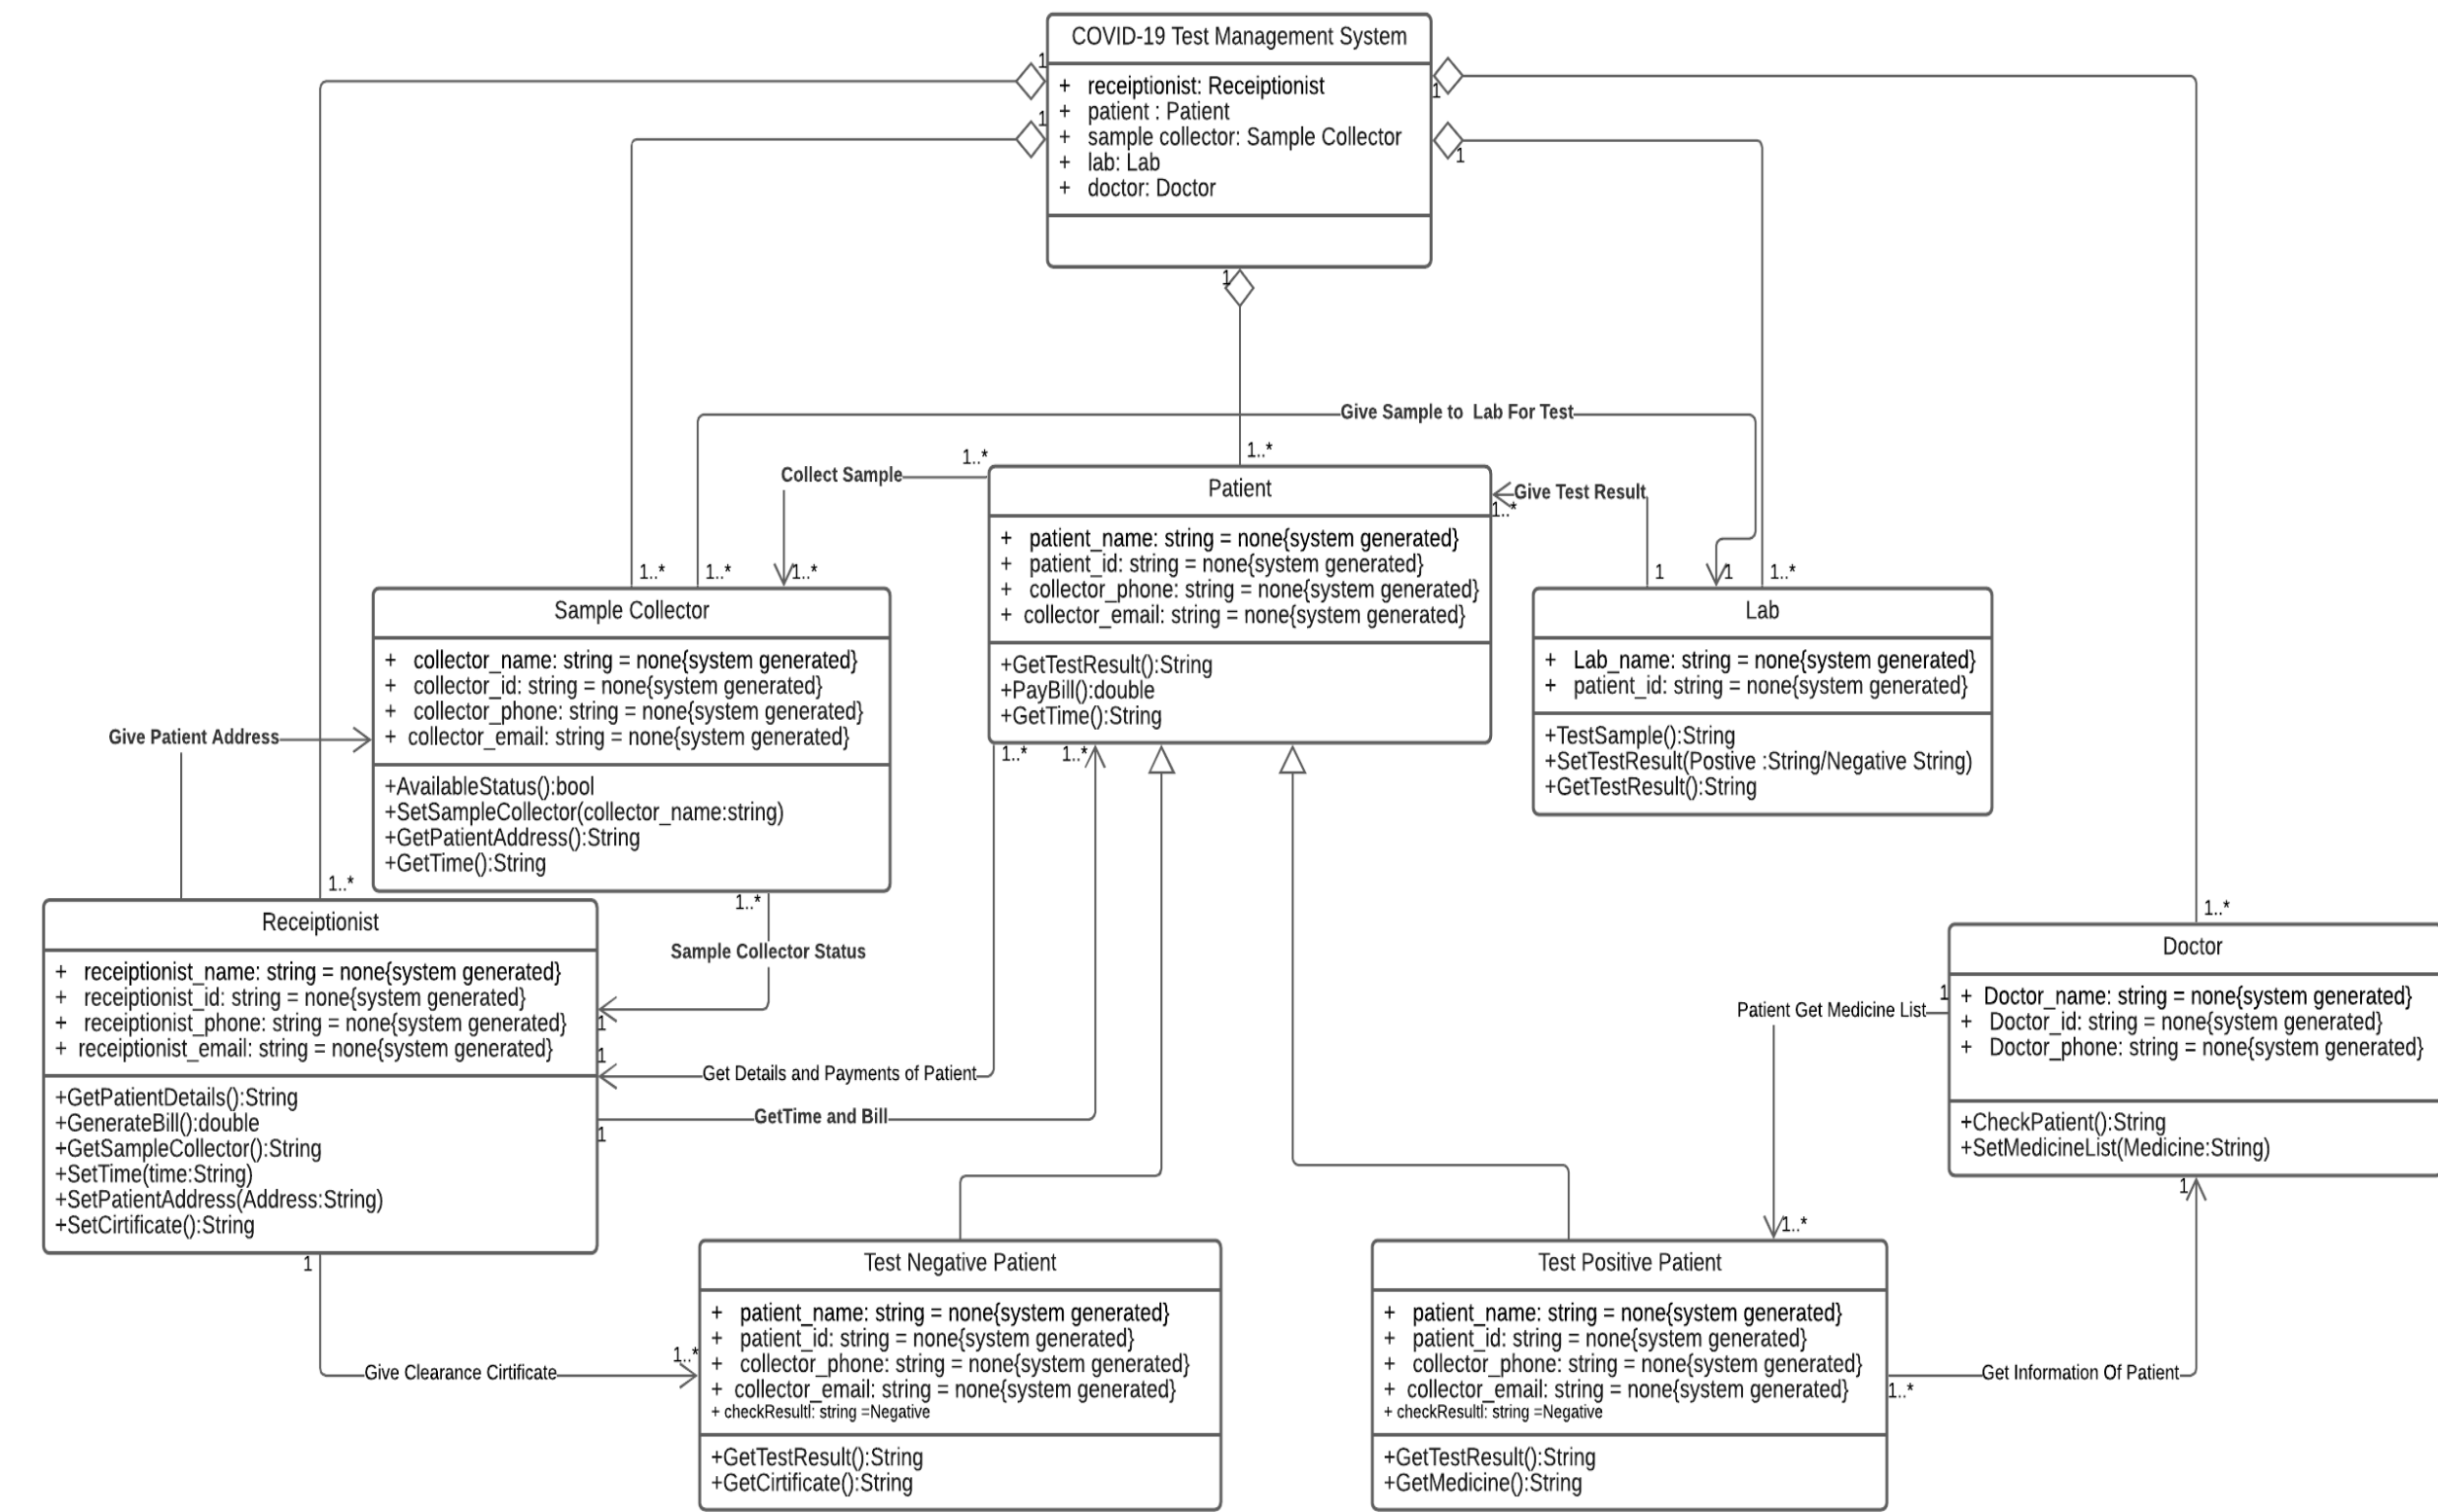 COVID-19 Test Management System
1
1
+ receiptionist: Receiptionist
+ patient : Patient
+ sample collector: Sample Collector
+ lab: Lab
+ doctor: Doctor
1
1
1
Give Sample to Lab For Test
1..*
1..*
Collect Sample
Give Test Result
1..*
1..*
1..*
1..*
1
1
1..*
Patient
+ patient_name: string = none{system generated}
+ patient_id: string = none{system generated}
+ collector_phone: string = none{system generated}
+ collector_email: string = none{system generated}
+GetTestResult():String
+PayBill():double
+GetTime():String
1..*
1..*
Sample Collector
+ collector_name: string = none{system generated}
+ collector_id: string = none{system generated}
+ collector_phone: string = none{system generated}
+ collector_email: string = none{system generated}
+AvailableStatus():bool
+SetSampleCollector(collector_name:string)
+GetPatientAddress():String
+GetTime():String
Lab
+ Lab_name: string = none{system generated}
+ patient_id: string = none{system generated}
+TestSample():String
+SetTestResult(Postive :String/Negative String)
+GetTestResult():String
Give Patient Address
1..*
1..*
1..*
Sample Collector Status
Receiptionist
+ receiptionist_name: string = none{system generated}
+ receiptionist_id: string = none{system generated}
+ receiptionist_phone: string = none{system generated}
+ receiptionist_email: string = none{system generated}
+GetPatientDetails():String
+GenerateBill():double
+GetSampleCollector():String
+SetTime(time:String)
+SetPatientAddress(Address:String)
+SetCirtificate():String
1
1
Get Details and Payments of Patient
GetTime and Bill
1
Doctor
+ Doctor_name: string = none{system generated}
+ Doctor_id: string = none{system generated}
+ Doctor_phone: string = none{system generated}
+CheckPatient():String
+SetMedicineList(Medicine:String)
1
Patient Get Medicine List
1
1..*
1
Give Clearance Cirtificate
1..*
Test Negative Patient
+ patient_name: string = none{system generated}
+ patient_id: string = none{system generated}
+ collector_phone: string = none{system generated}
+ collector_email: string = none{system generated}
+ checkResultl: string =Negative
+GetTestResult():String
+GetCirtificate():String
Test Positive Patient
+ patient_name: string = none{system generated}
+ patient_id: string = none{system generated}
+ collector_phone: string = none{system generated}
+ collector_email: string = none{system generated}
+ checkResultl: string =Negative
+GetTestResult():String
+GetMedicine():String
Get Information Of Patient
1..*